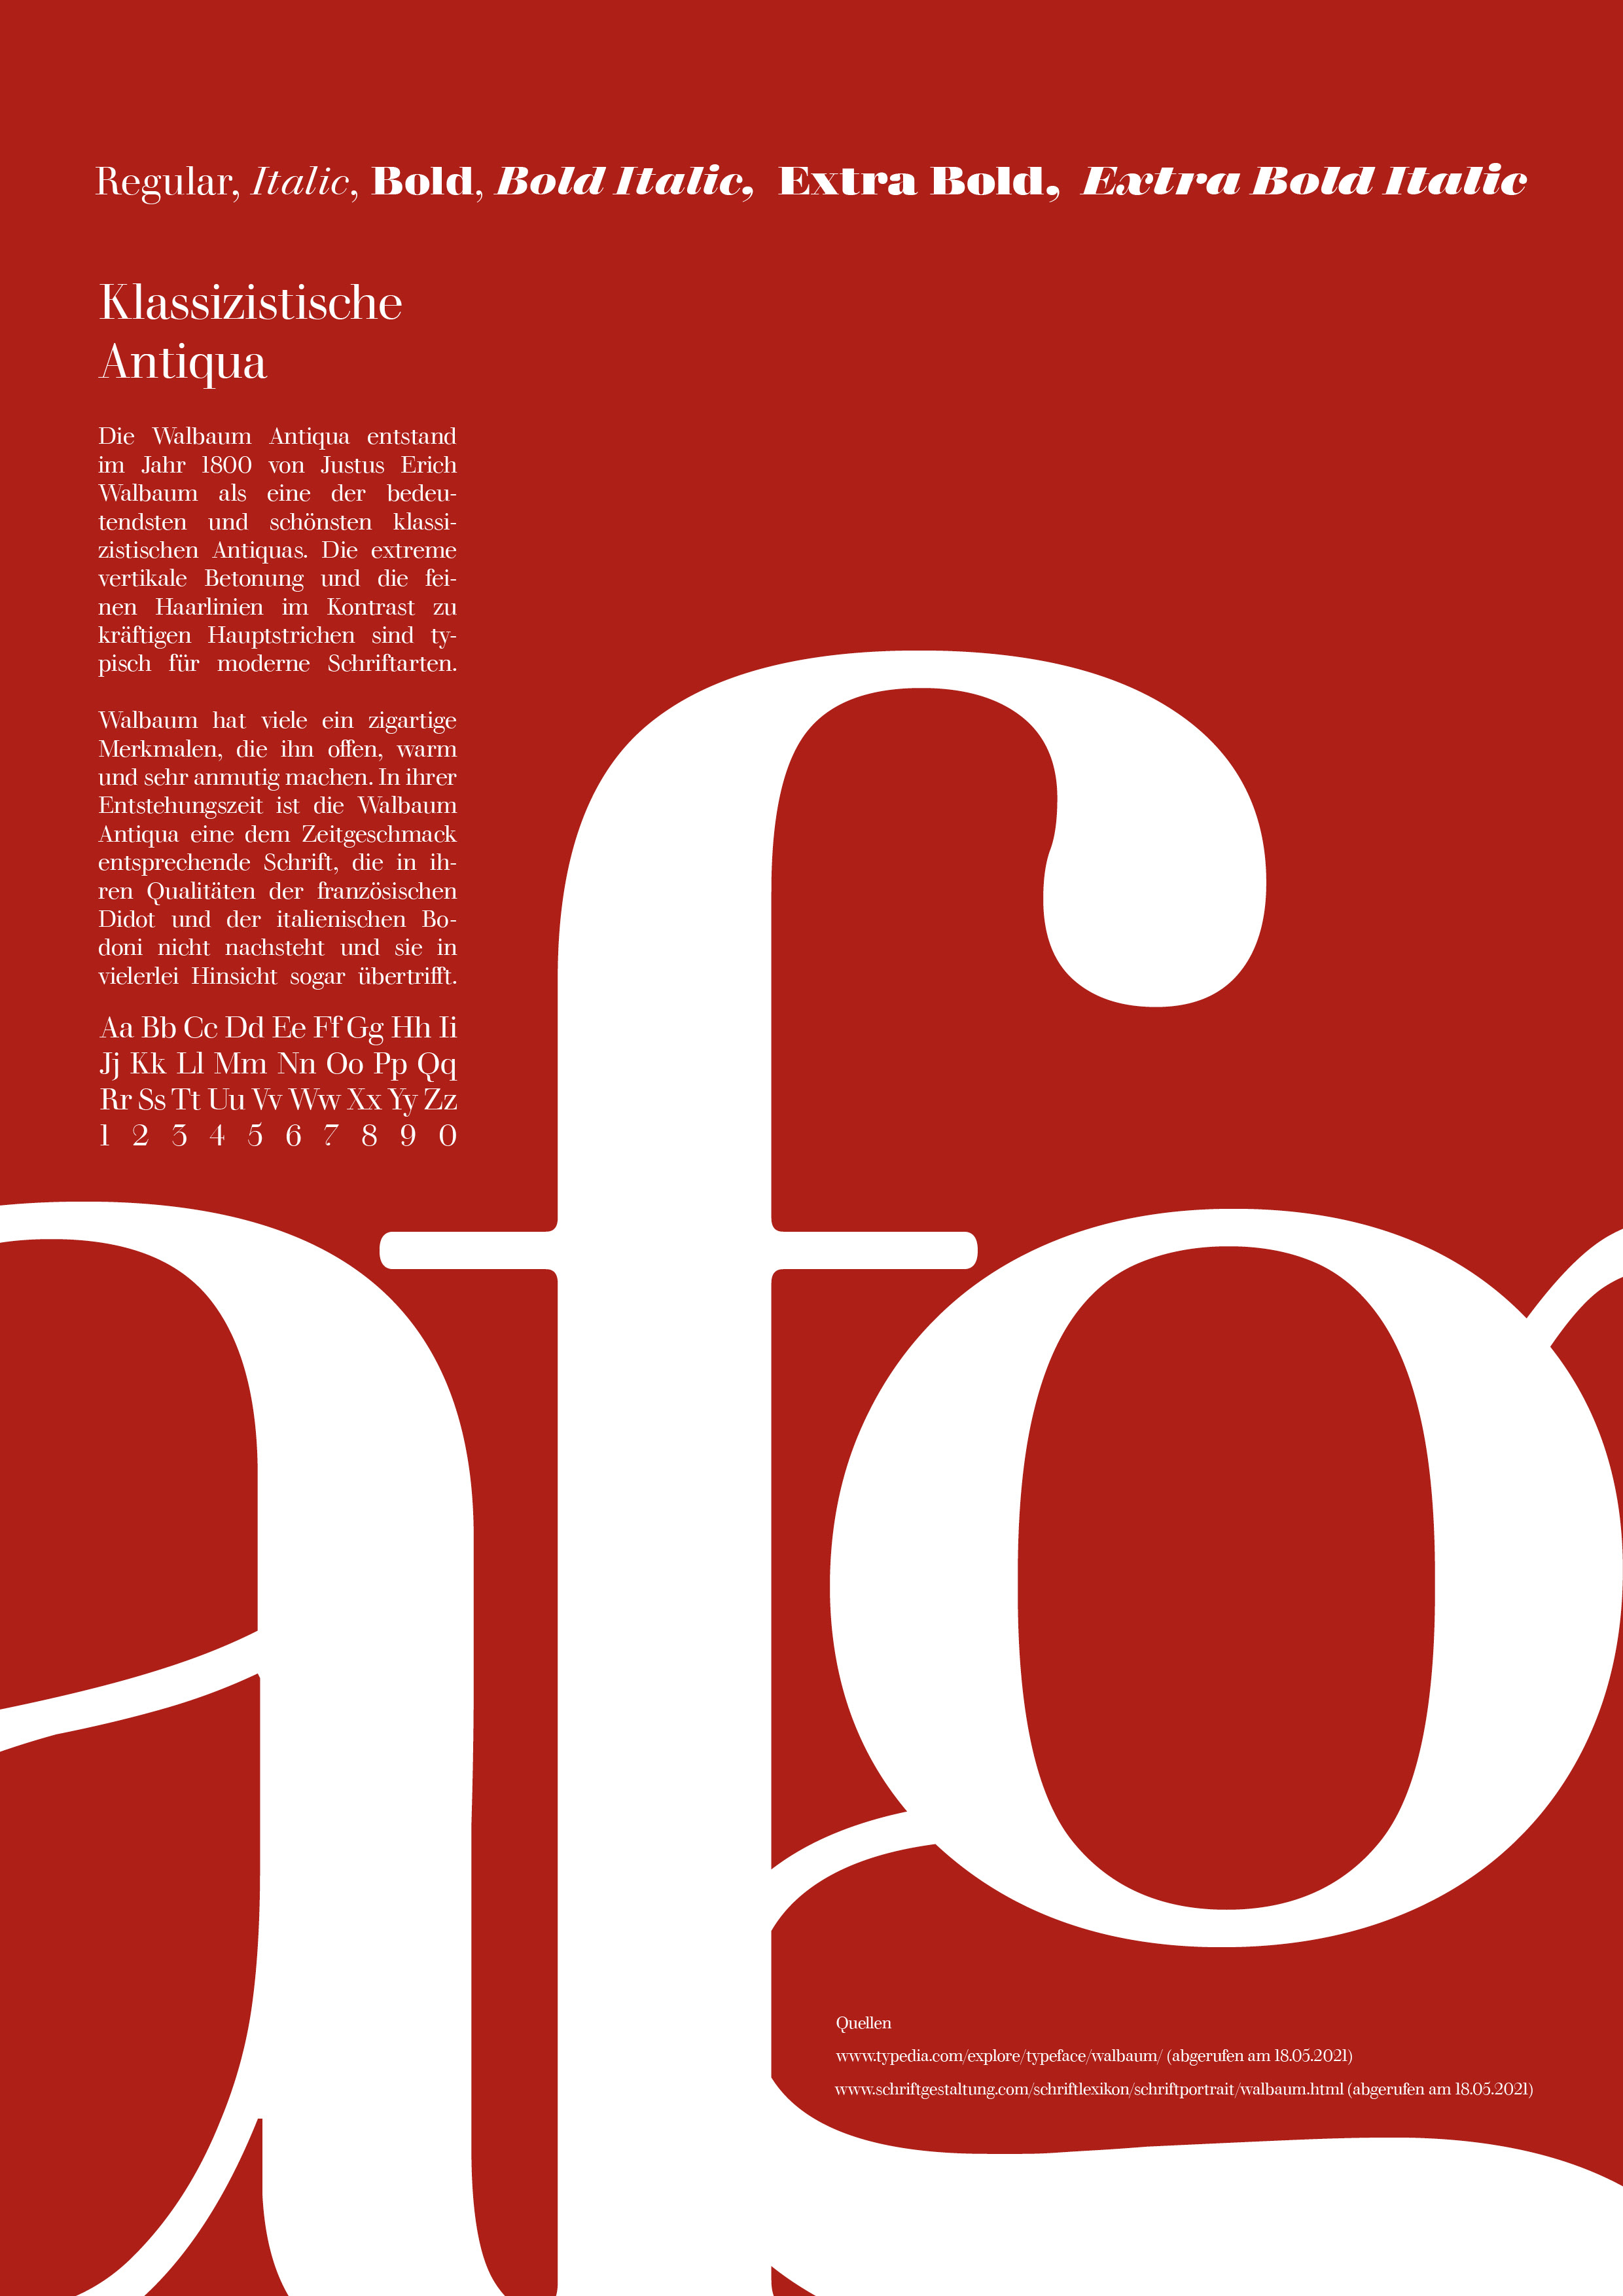 Regular, Italic, Bold, Bold Italic, Extra Bold, Extra Bold Italic
Klassizistische
Antiqua
Die Walbaum Antiqua entstand
im Jahr 1800 von Justus Erich
Walbaum als eine der bedeu-
tendsten und schönsten klassi-
zistischen Antiquas. Die extreme
vertikale Betonung und die fei-
nen Haarlinien im Kontrast zu
kräftigen Hauptstrichen sind ty-
pisch für moderne Schriftarten.
Walbaum hat viele ein zigartige
Merkmalen, die ihn offen, warm
und sehr anmutig machen. In ihrer
Entstehungszeit ist die Walbaum
Antiqua eine dem Zeitgeschmack
entsprechende Schrift, die in ih-
ren Qualitäten der französischen
Didot und der italienischen Bo-
doni nicht nachsteht und sie in
vielerlei Hinsicht sogar übertrifft.
Aa Bb Cc Dd Ee Ff Gg Hh Ii
Jj Kk Ll Mm Nn Oo Pp Qq
Rr Ss Tt Uu Vv Ww Xx Yy Zz
1 2 3 4 5 6 7 8 9 0
a f g
Quellen
www.typedia.com/explore/typeface/walbaum/ (abgerufen am 18.05.2021)
www.schriftgestaltung.com/schriftlexikon/schriftportrait/walbaum.html (abgerufen am 18.05.2021)